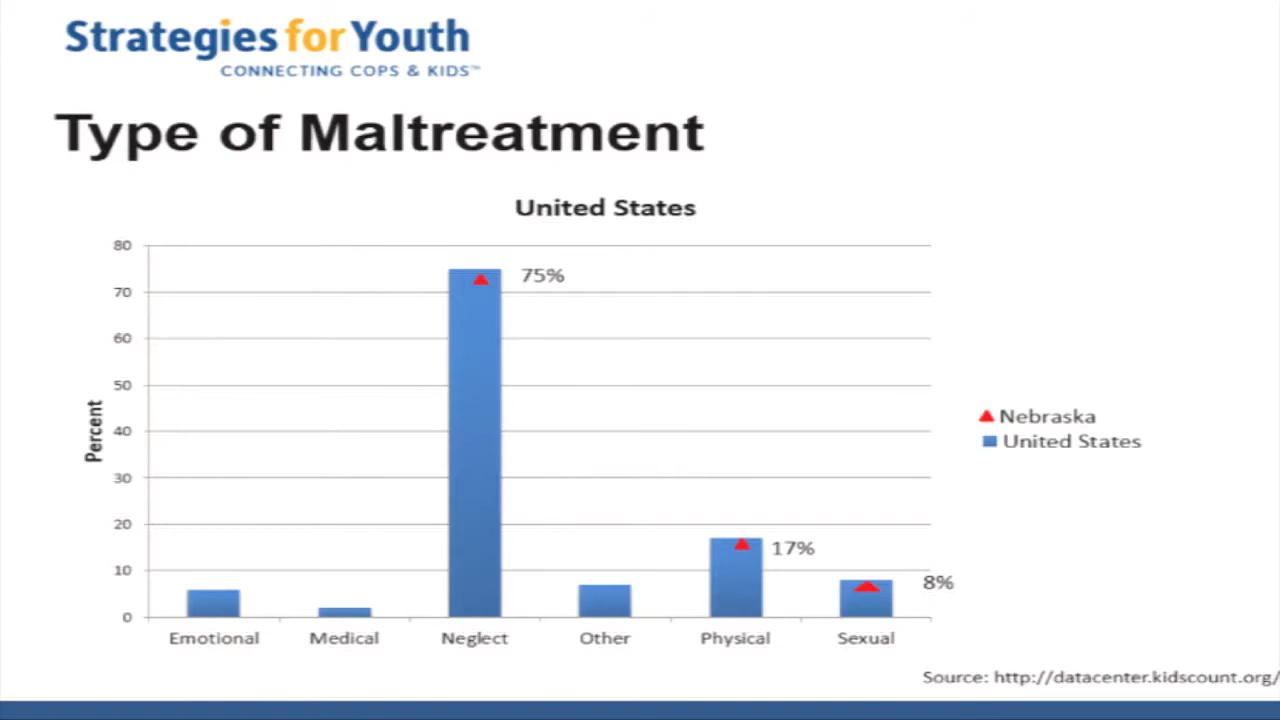 Strategies for Youth
CONNECTING COPS & KIDS™
Type of Maltreatment
United States
80
70
60
50
40
30
20
10
0
Percent
75%
17%
8%
Emotional
Medical
Neglect
Other
Physical
Sexual
Nebraska
United States
Source: http://datacenter.kidscount.org/